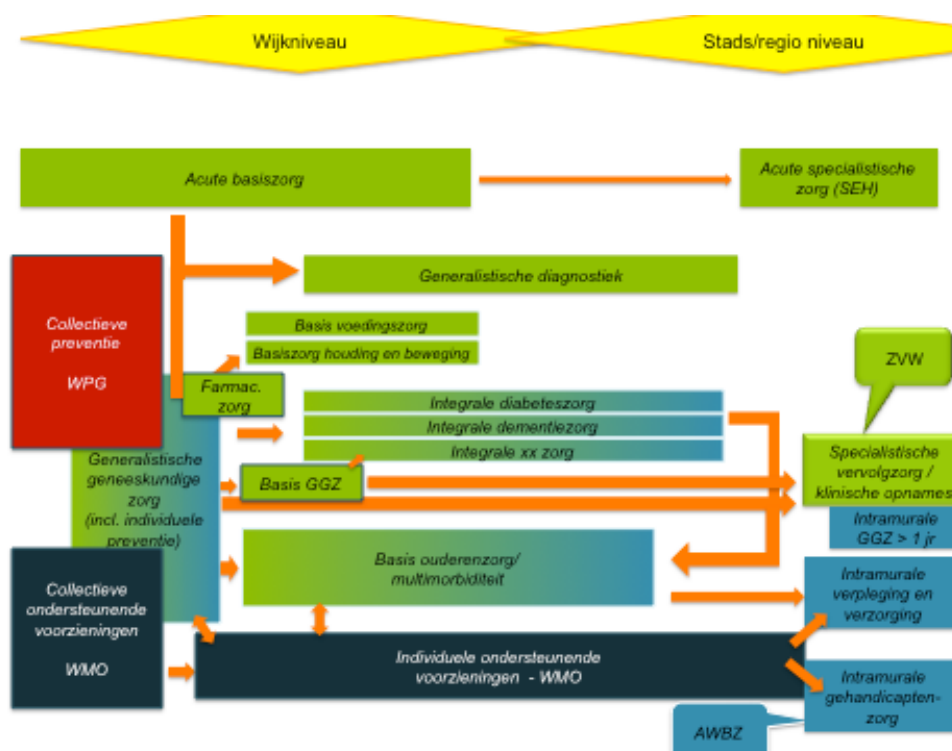 Wijkniveau
Stads/regio niveau
Acute basiszorg
Acute specialistische
zorg (SEH)
Generalistische diagnostiek
Collectieve
preventie
WPG
Basis voedingszorg
Basiszorg houding en beweging
ZVW
Farmac.
zorg
Integrale diabeteszorg
Integrale dementiezorg
Integrale xx zorg
Generalistische
geneeskundige
zorg
(incl. individuele
preventie)
Basis GGZ
Specialistische
vervolgzorg /
klinische opnames
Intramurale
GGZ > 1 jr
Basis ouderenzorg/
multimorbiditeit
Intramurale
verpleging en
verzorging
Collectieve
ondersteunende
voorzieningen
WMO
Individuele ondersteunende
voorzieningen - WMO
Intramurale
gehandicapten-
zorg
AWBZ